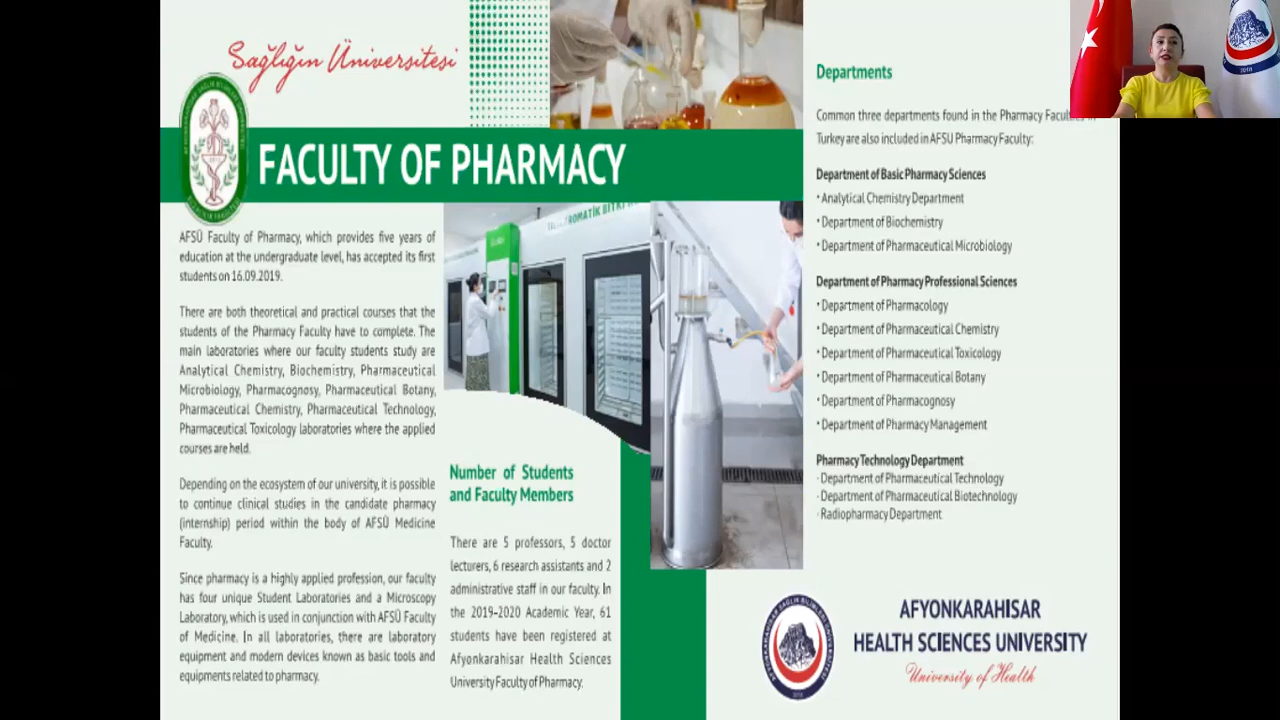 Sağlığın Üniversitesi
FACULTY OF PHARMACY
AFSÜ Faculty of Pharmacy, which provides five years of
education at the undergraduate level, has accepted its first
students on 16.09.2019.
There are both theoretical and practical courses that the
students of the Pharmacy Faculty have to complete. The
main laboratories where our faculty students study are
Analytical Chemistry, Biochemistry, Pharmaceutical
Microbiology, Pharmacognosy, Pharmaceutical Botany,
Pharmaceutical Chemistry, Pharmaceutical Technology,
Pharmaceutical Toxicology laboratories where the applied
courses are held.
Depending on the ecosystem of our university, it is possible
to continue clinical studies in the candidate pharmacy
(internship) period within the body of AFSÜ Medicine
Faculty.
Since pharmacy is a highly applied profession, our faculty
has four unique Student Laboratories and a Microscopy
Laboratory, which is used in conjunction with AFSÜ Faculty
of Medicine. In all laboratories, there are laboratory
equipment and modern devices known as basic tools and
equipments related to pharmacy.
Number of Students
and Faculty Members
There are 5 professors, 5 doctor
lecturers, 6 research assistants and 2
administrative staff in our faculty. In
the 2019-2020 Academic Year, 61
students have been registered at
Afyonkarahisar Health Sciences
University Faculty of Pharmacy.
Departments
Common three departments found in the Pharmacy Faculties in
Turkey are also included in AFSU Pharmacy Faculty:
Department of Basic Pharmacy Sciences
• Analytical Chemistry Department
• Department of Biochemistry
• Department of Pharmaceutical Microbiology
Department of Pharmacy Professional Sciences
• Department of Pharmacology
• Department of Pharmaceutical Chemistry
• Department of Pharmaceutical Toxicology
• Department of Pharmaceutical Botany
• Department of Pharmacognosy
• Department of Pharmacy Management
Pharmacy Technology Department
· Department of Pharmaceutical Technology
· Department of Pharmaceutical Biotechnology
· Radiopharmacy Department
AFYONKARAHISAR
HEALTH SCIENCES UNIVERSITY
University of Health
AFYONKARAHİSAR SAĞLIK BİLİMLERİ ÜNİVERSİTESİ
2018
2018